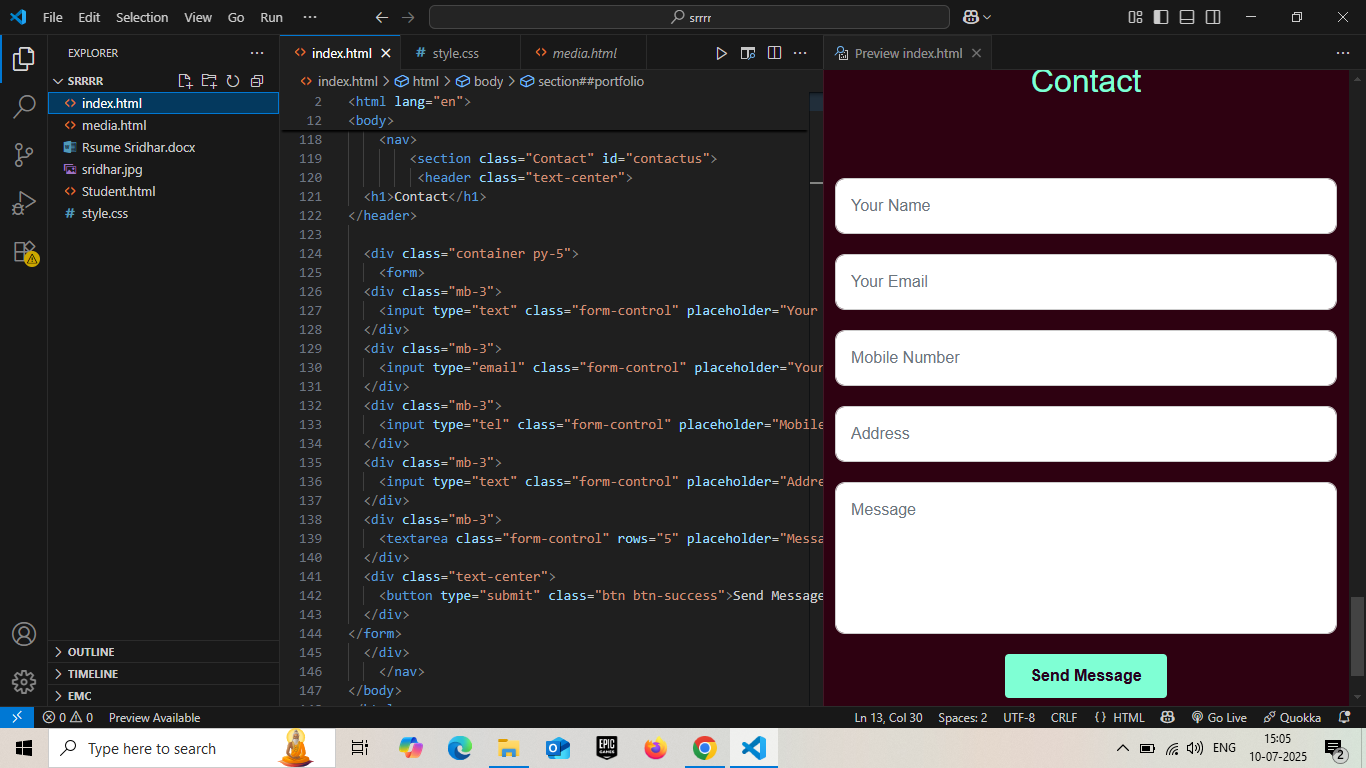 File Edit Selection View Go Run ··· srrrr
EXPLORER ···
SRRRR
index.html
media.html
Rsume Sridhar.docx
sridhar.jpg
Student.html
style.css
OUTLINE
TIMELINE
EMC
index.html style.css media.html
index.html > html > body > section##portfolio
2 <html lang="en">
12 <body>
118 <nav>
119 <section class="Contact" id="contactus">
120 <header class="text-center">
121 <h1>Contact</h1>
122 </header>
123
124 <div class="container py-5">
125 <form>
126 <div class="mb-3">
127 <input type="text" class="form-control" placeholder="Your
128 </div>
129 <div class="mb-3">
130 <input type="email" class="form-control" placeholder="Your
131 </div>
132 <div class="mb-3">
133 <input type="tel" class="form-control" placeholder="Mobile
134 </div>
135 <div class="mb-3">
136 <input type="text" class="form-control" placeholder="Addre
137 </div>
138 <div class="mb-3">
139 <textarea class="form-control" rows="5" placeholder="Messa
140 </div>
141 <div class="text-center">
142 <button type="submit" class="btn btn-success">Send Message
143 </div>
144 </form>
145 </div>
146 </nav>
147 </body>
Preview index.html
Contact
Your Name
Your Email
Mobile Number
Address
Message
Send Message
0 0 Preview Available Ln 13, Col 30 Spaces: 2 UTF-8 CRLF {} HTML Go Live Quokka
Type here to search
EPIC
GAMES
ENG
15:05
10-07-2025
2